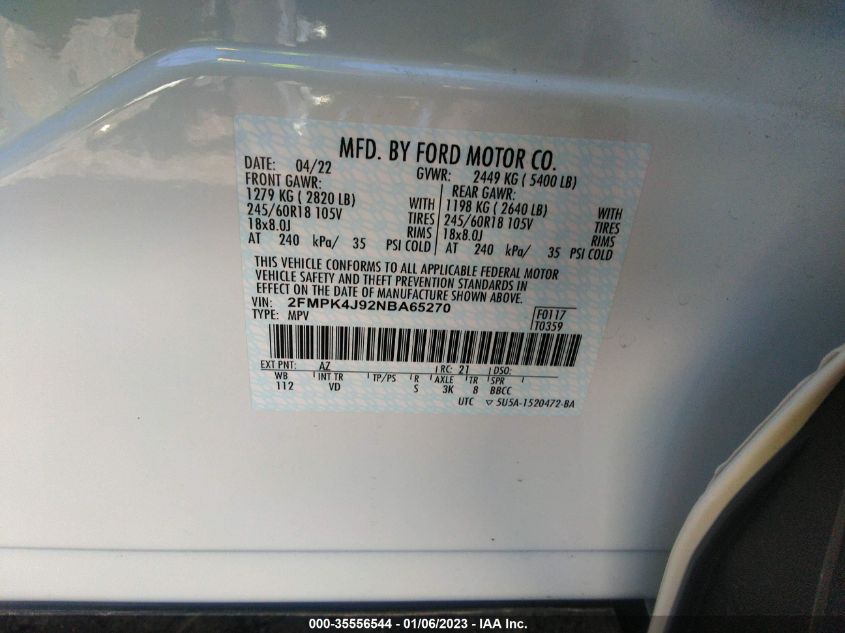 MFD. BY FORD MOTOR CO.
DATE: 04/22 GVWR: 2449 KG ( 5400 LB)
FRONT GAWR: REAR GAWR:
1279 KG ( 2820 LB) WITH 1198 KG ( 2640 LB) WITH
245/60R18 105V TIRES 245/60R18 105V TIRES
18x8.0J RIMS 18x8.0J RIMS
AT 240 kPa/ 35 PSI COLD AT 240 kPa/ 35 PSI COLD
THIS VEHICLE CONFORMS TO ALL APPLICABLE FEDERAL MOTOR
VEHICLE SAFETY AND THEFT PREVENTION STANDARDS IN
EFFECT ON THE DATE OF MANUFACTURE SHOWN ABOVE.
VIN: 2FMPK4J92NBA65270 F0117
TYPE: MPV T0359
EXT PNT: AZ RC: 21 DSO:
WB INT TR TP/PS R AXLE TR SPR
112 VD S 3K 8 BBCC
UTC ▽ 5U5A-1520472-BA
000-35556544 - 01/06/2023 - IAA Inc.